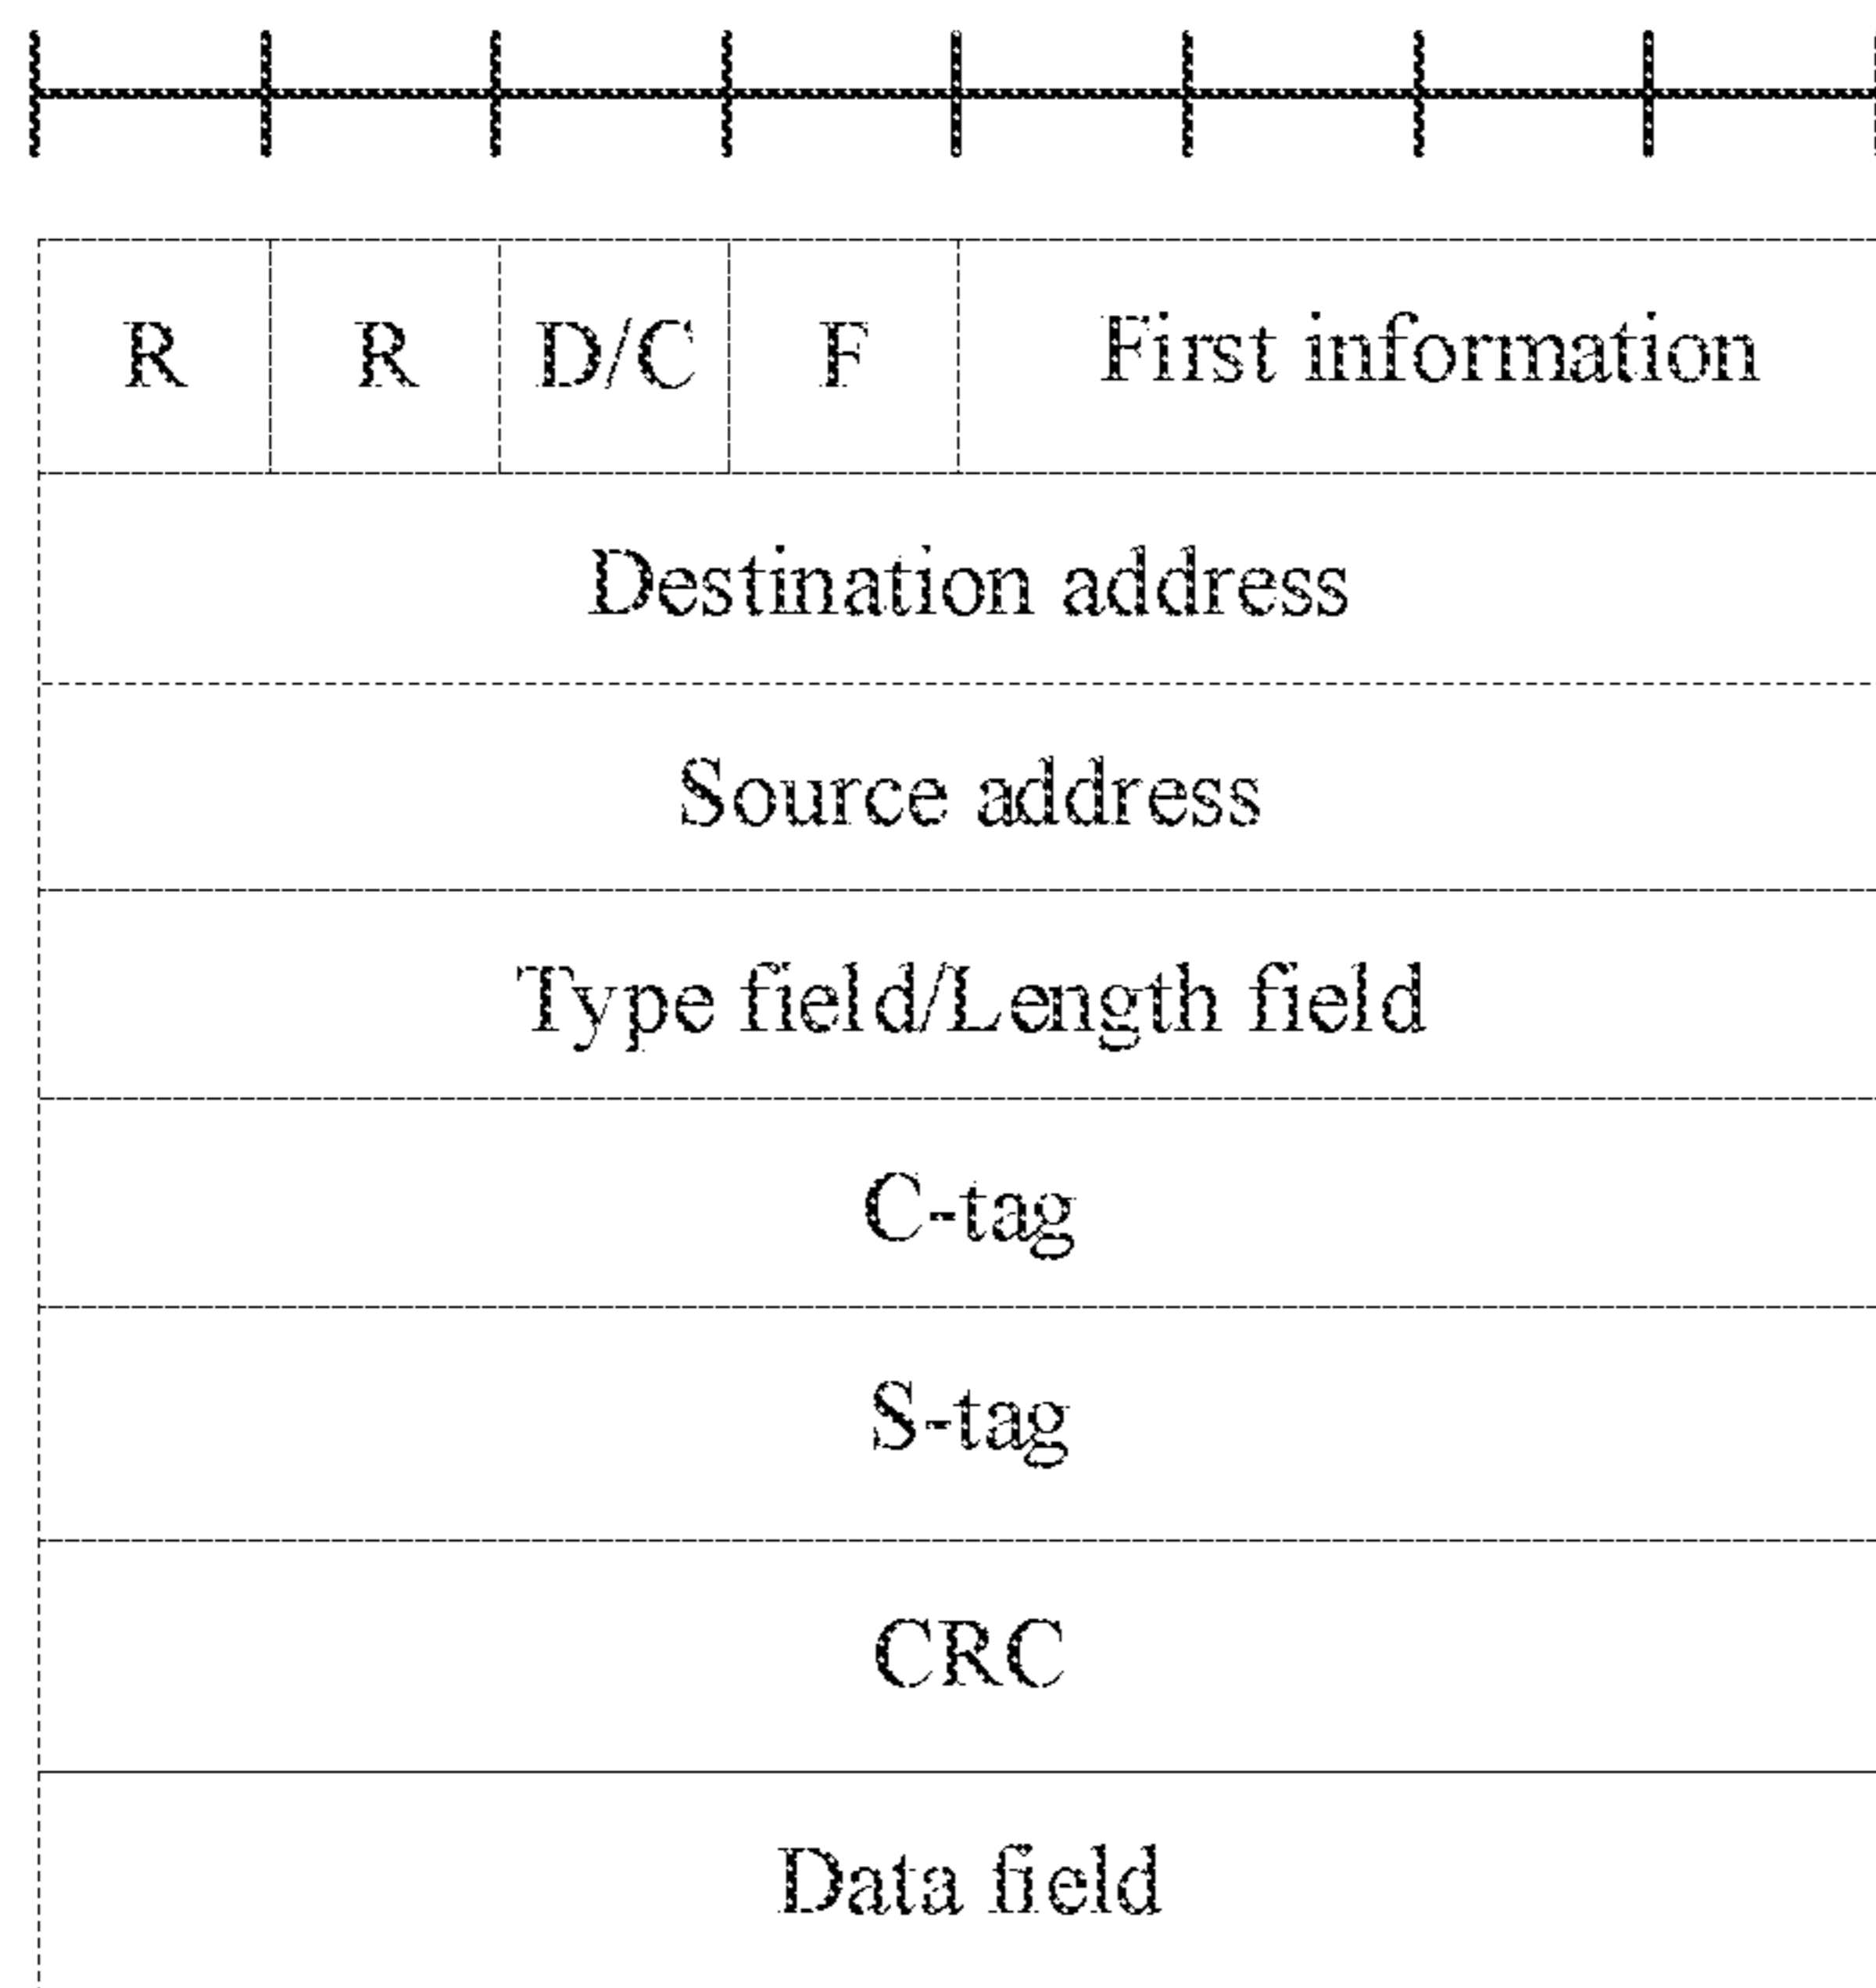 R R D/C F First information
Destination address
Source address
Type field/Length field
C-tag
S-tag
CRC
Data field